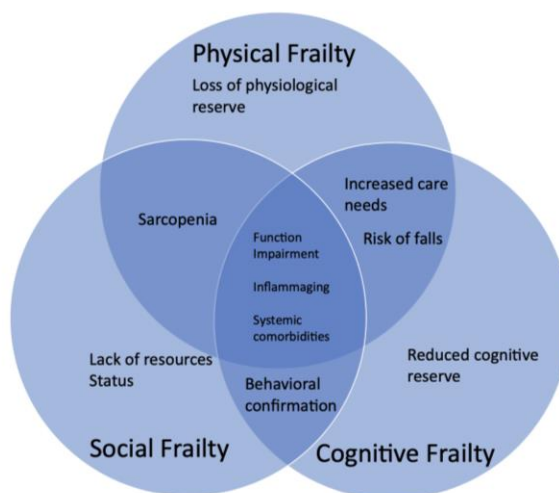 Physical Frailty
Loss of physiological
reserve
Increased care
needs
Sarcopenia
Risk of falls
Function
Impairment
Inflammaging
Systemic
comorbidities
Lack of resources
Status
Reduced cognitive
reserve
Behavioral
confirmation
Social Frailty
Cognitive Frailty